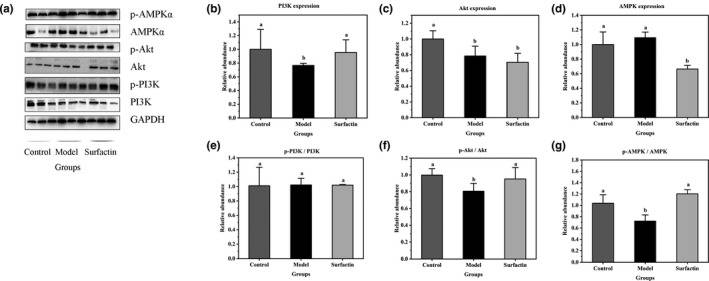 (a)
p-AMPKα
AMPKα
p-Akt
Akt
p-PI3K
PI3K
GAPDH
Control Model Surfactin
Groups
(b)
PI3K expression
Relative abundance
1.4
1.2
1.0
0.8
0.6
0.4
0.2
0.0
a
b
a
Control Model Surfactin
Groups
(c)
Akt expression
Relative abundance
1.4
1.2
1.0
0.8
0.6
0.4
0.2
0.0
a
b
b
Control Model Surfactin
Groups
(d)
AMPK expression
Relative abundance
1.4
1.2
1.0
0.8
0.6
0.4
0.2
0.0
a
a
b
Control Model Surfactin
Groups
(e)
p-PI3K / PI3K
Relative abundance
1.4
1.2
1.0
0.8
0.6
0.4
0.2
0.0
a
a
a
Control Model Surfactin
Groups
(f)
p-Akt / Akt
Relative abundance
1.4
1.2
1.0
0.8
0.6
0.4
0.2
0.0
a
b
a
Control Model Surfactin
Groups
(g)
p-AMPK / AMPK
Relative abundance
1.6
1.4
1.2
1.0
0.8
0.6
0.4
0.2
0.0
a
b
a
Control Model Surfactin
Groups